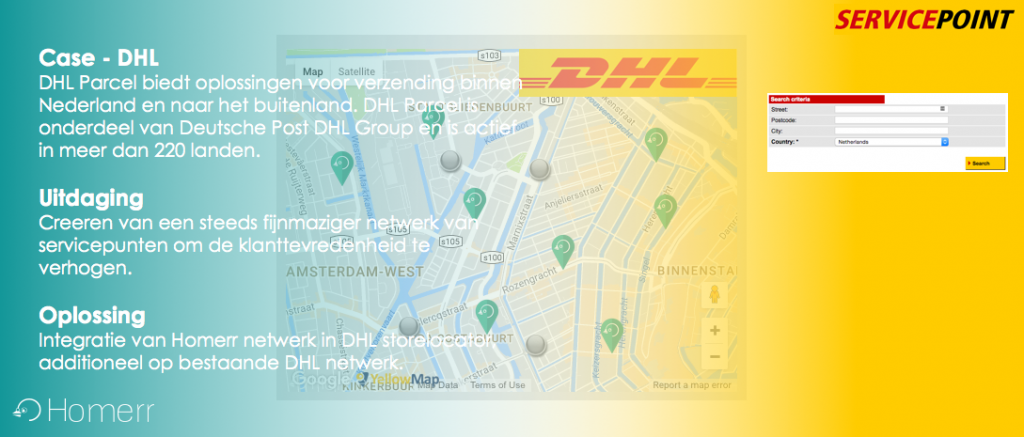 SERVICEPOINT
Case - DHL
DHL Parcel biedt oplossingen voor verzending binnen
Nederland en naar het buitenland. DHL Parcel is
onderdeel van Deutsche Post DHL Group en is actief
in meer dan 220 landen.
Uitdaging
Creeren van een steeds fijnmaziger netwerk van
servicepunten om de klanttevredenheid te
verhogen.
Oplossing
Integratie van Homerr netwerk in DHL storelocator
additioneel op bestaande DHL netwerk.
Homerr
Map
Satellite
s103
DHL
s100
Marnixstraat
Anjeliersstraat
s105
s105
s100
Rozengracht
AMSTERDAM-WEST
BINNENSTA
Google
YellowMap
Map Data
Terms of Use
Report a map error
Search criteria
Street:
Postcode:
City:
Country: *
Netherlands
Search